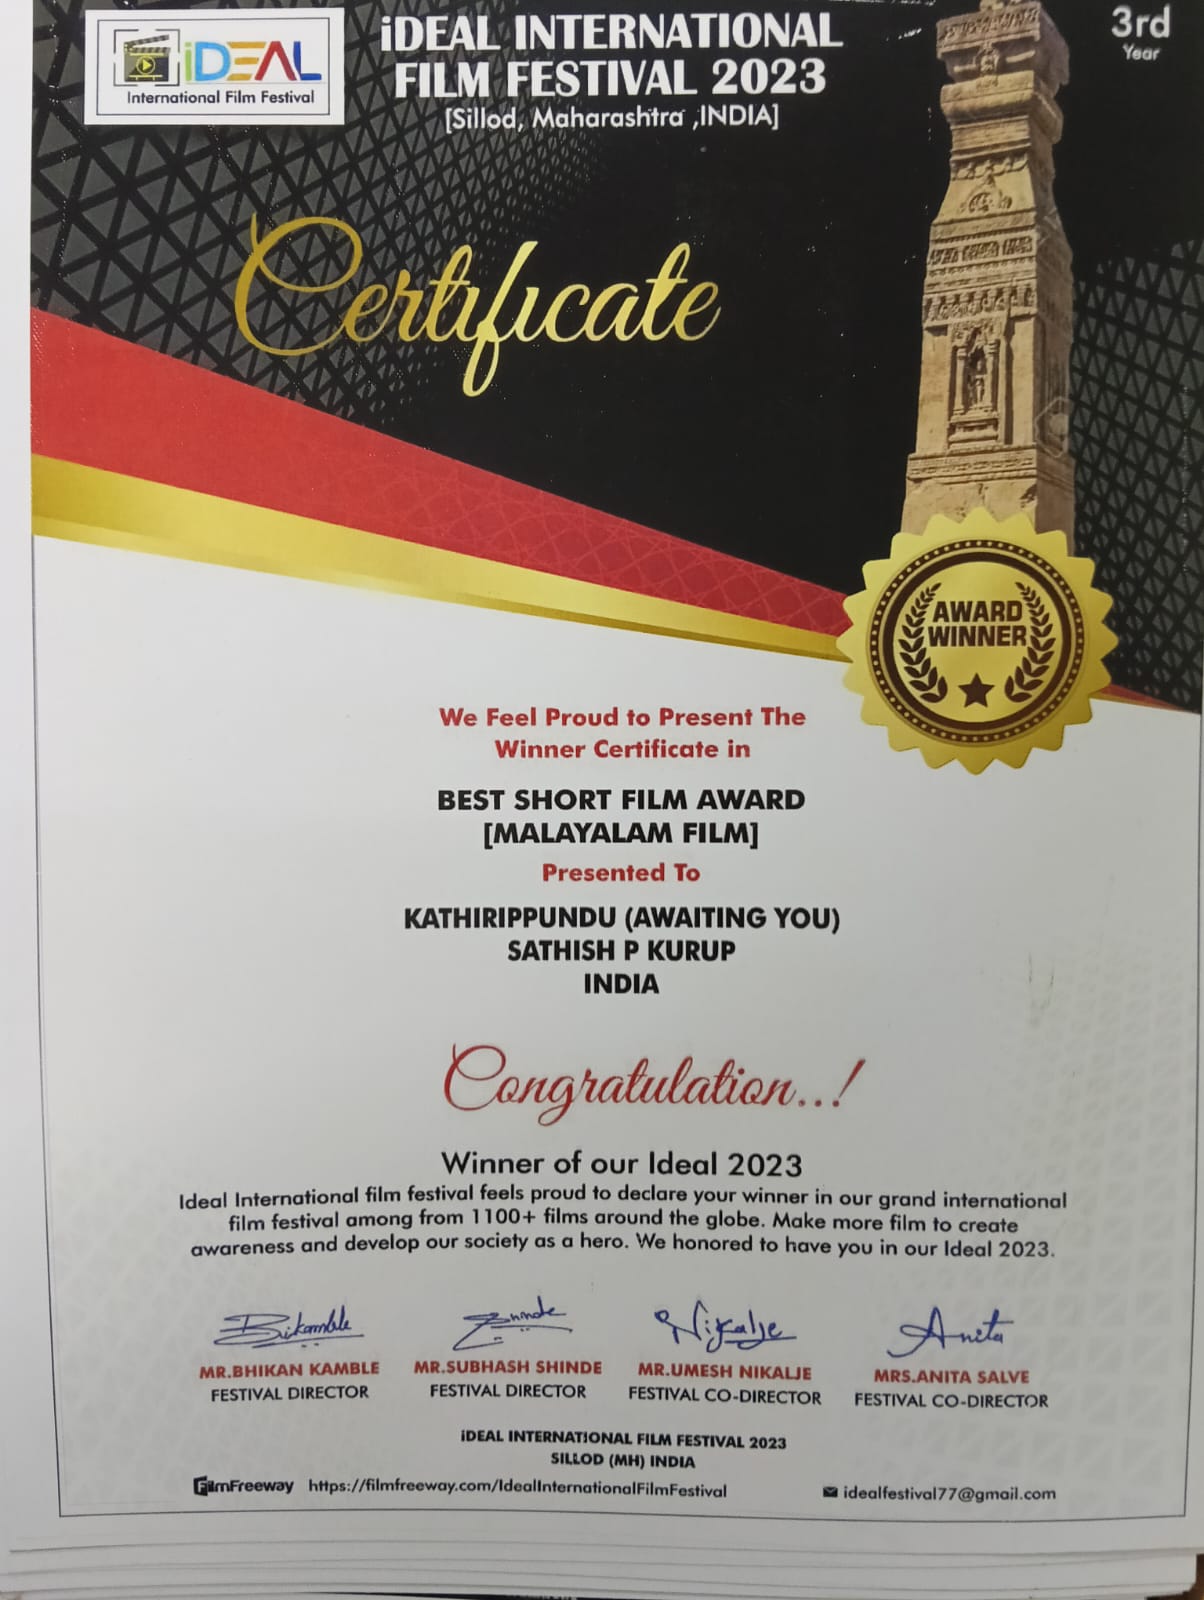 iDEAL
International Film Festival
iDEAL INTERNATIONAL
FILM FESTIVAL 2023
[Sillod, Maharashtra ,INDIA]
3rd
Year
Certificate
AWARD
WINNER
We Feel Proud to Present The
Winner Certificate in
BEST SHORT FILM AWARD
[MALAYALAM FILM]
Presented To
KATHIRIPPUNDU (AWAITING YOU)
SATHISH P KURUP
INDIA
Congratulation...!
Winner of our Ideal 2023
Ideal International film festival feels proud to declare your winner in our grand international
film festival among from 1100+ films around the globe. Make more film to create
awareness and develop our society as a hero. We honored to have you in our Ideal 2023.
Bikamble Shinde Nikalje Anita
MR.BHIKAN KAMBLE MR.SUBHASH SHINDE MR.UMESH NIKALJE MRS.ANITA SALVE
FESTIVAL DIRECTOR FESTIVAL DIRECTOR FESTIVAL CO-DIRECTOR FESTIVAL CO-DIRECTOR
iDEAL INTERNATIONAL FILM FESTIVAL 2023
SILLOD (MH) INDIA
FilmFreeway https://filmfreeway.com/IdealInternationalFilmFestival idealfestival77@gmail.com